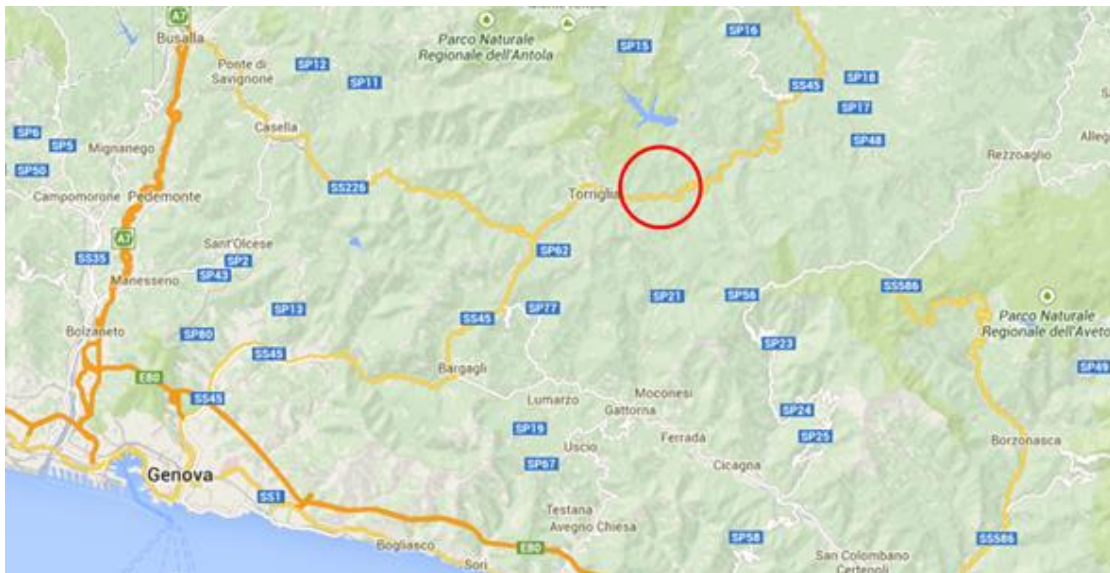 A7
Busalla
Parco Naturale
Regionale dell'Antola
SP15
SP16
Ponte di
Savignone
SP12
SP11
SS45
SP18
SP17
SP6
SP5
Casella
SP48
Mignanego
Rezzoaglio
Alleg
SP50
Campomorone
Pedemonte
SS226
Torriglia
A7
Sant'Olcese
SS35
SP2
SP62
SP43
Manesseno
SS586
SP21
SP56
SP13
SP77
Parco Naturale
Regionale dell'Aveto
Bolzaneto
SP80
SS45
SP23
SS45
E80
Bargagli
SP49
SS45
Lumarzo
Moconesi
Gattorna
SP24
SP19
Uscio
Ferrada
SP25
Borzonasca
SP67
Cicagna
Genova
SS1
Testana
Avegno Chiesa
SP58
SS586
Bogliasco
E80
Sori
San Colombano
Certenoli